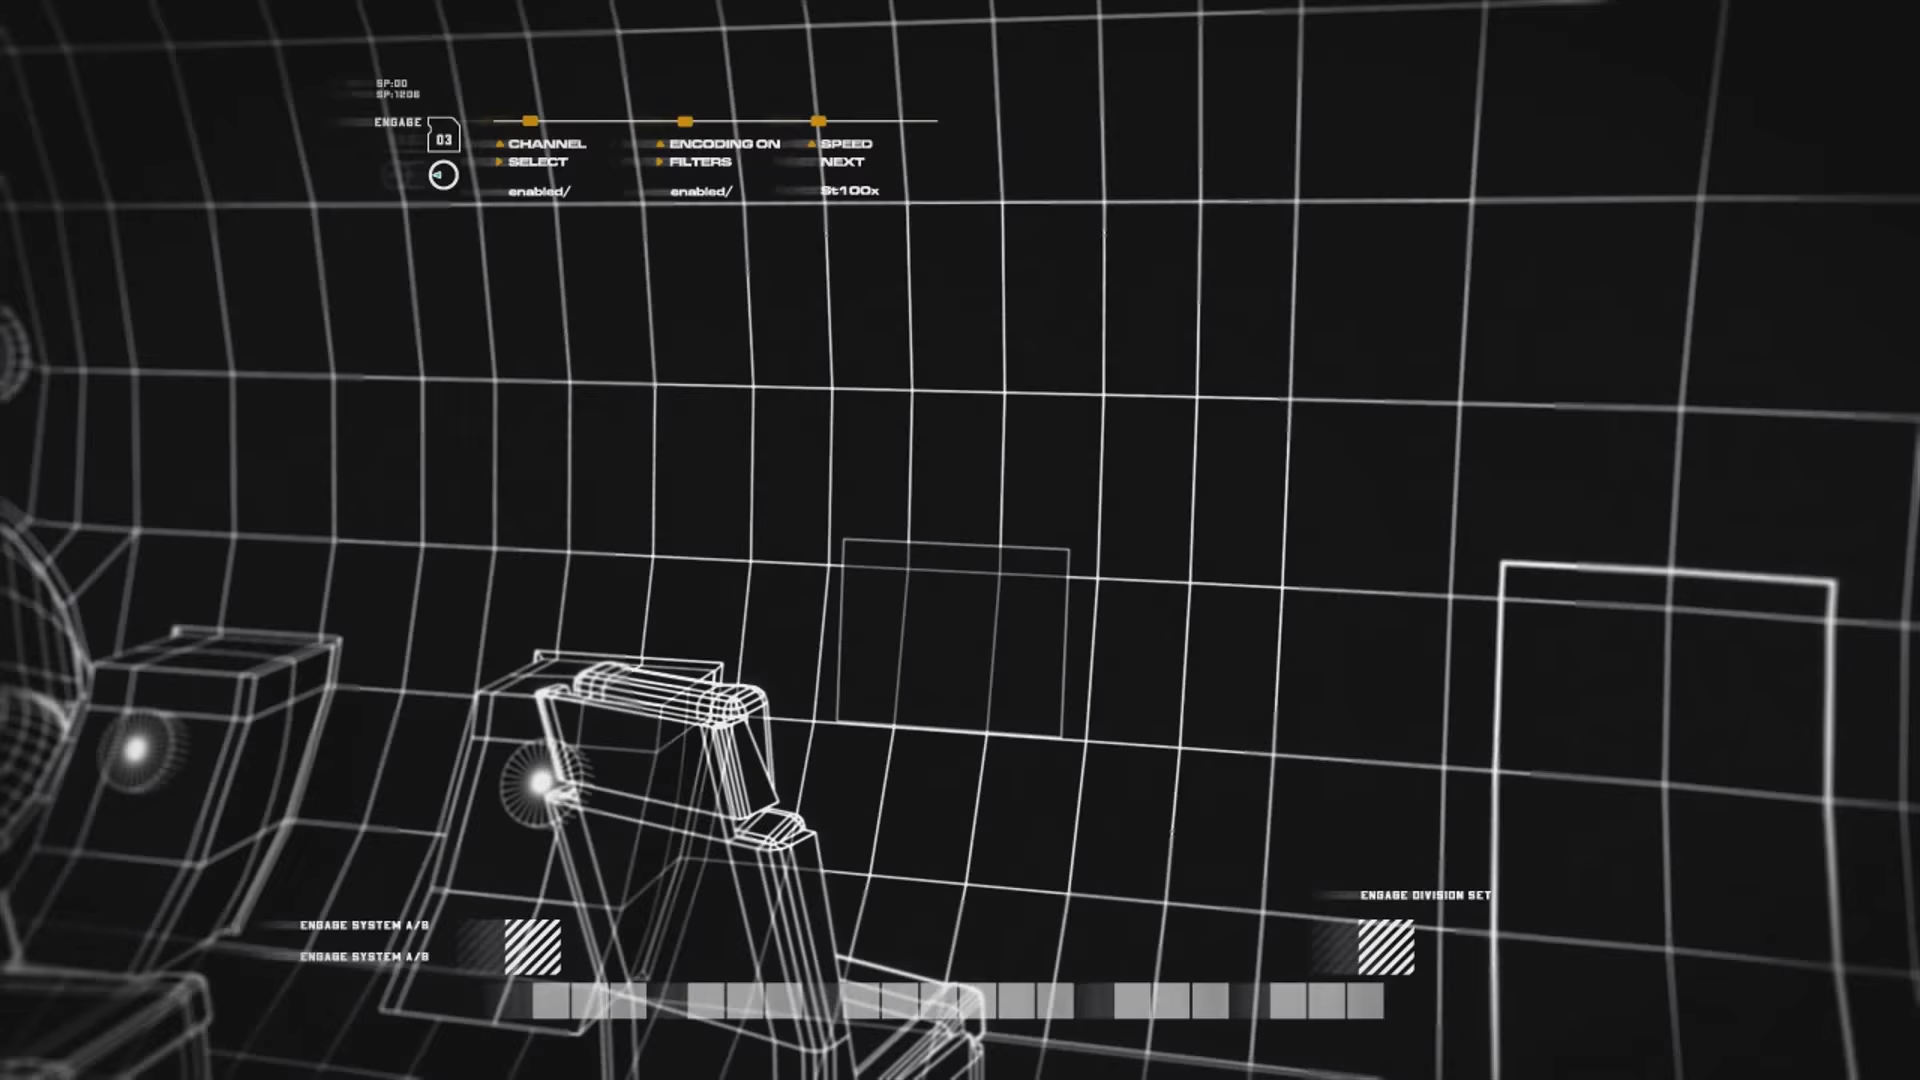 SP:00
SP:1208
ENGAGE
03
CHANNEL
SELECT
enabled/
ENCODING ON
FILTERS
enabled/
SPEED
NEXT
St100x
ENGAGE DIVISION SET
ENGAGE SYSTEM A/B
ENGAGE SYSTEM A/B